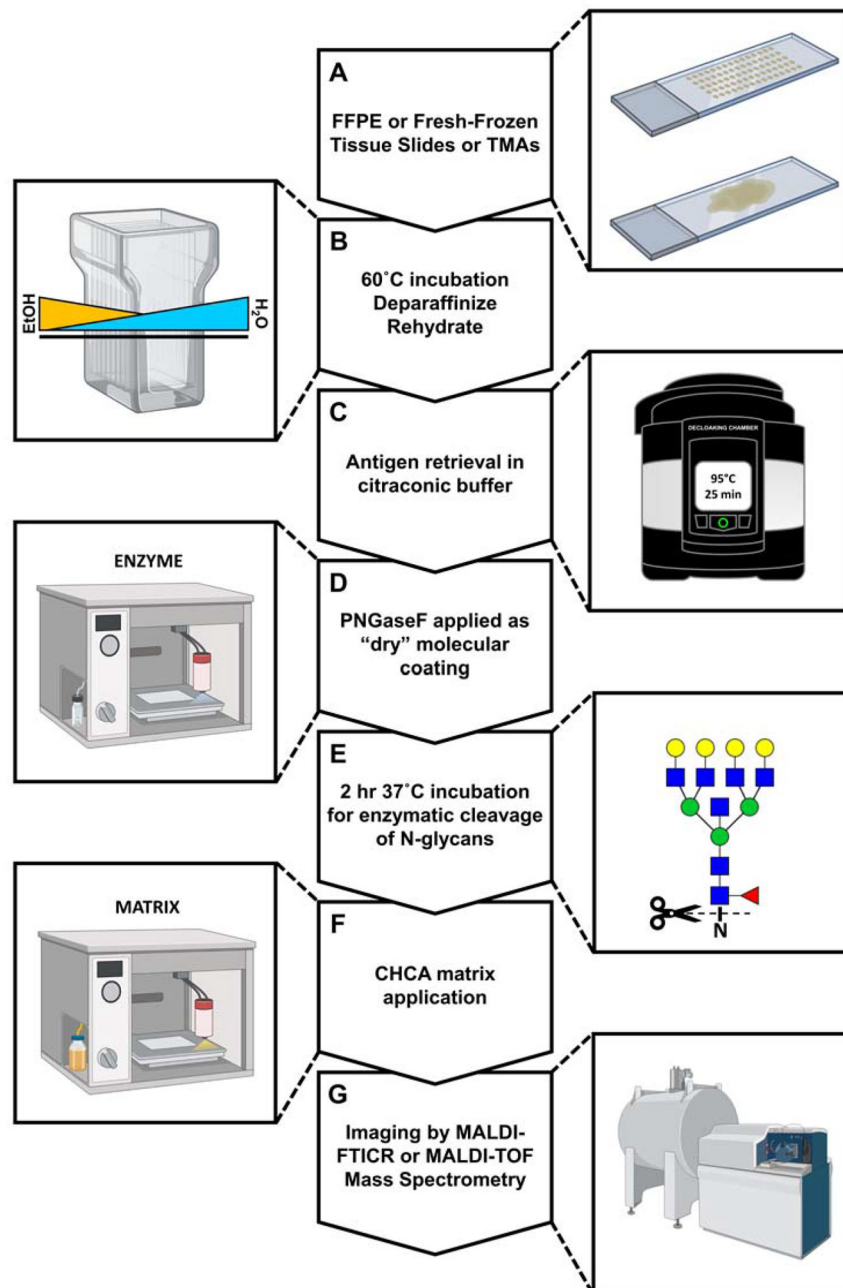 A
FFPE or Fresh-Frozen
Tissue Slides or TMAs
B
60˚C incubation
Deparaffinize
Rehydrate
EtOH
H₂O
C
Antigen retrieval in
citraconic buffer
DECLOAKING CHAMBER
95°C
25 min
D
PNGaseF applied as
“dry” molecular
coating
ENZYME
E
2 hr 37˚C incubation
for enzymatic cleavage
of N-glycans
N
F
CHCA matrix
application
MATRIX
G
Imaging by MALDI-
FTICR or MALDI-TOF
Mass Spectrometry